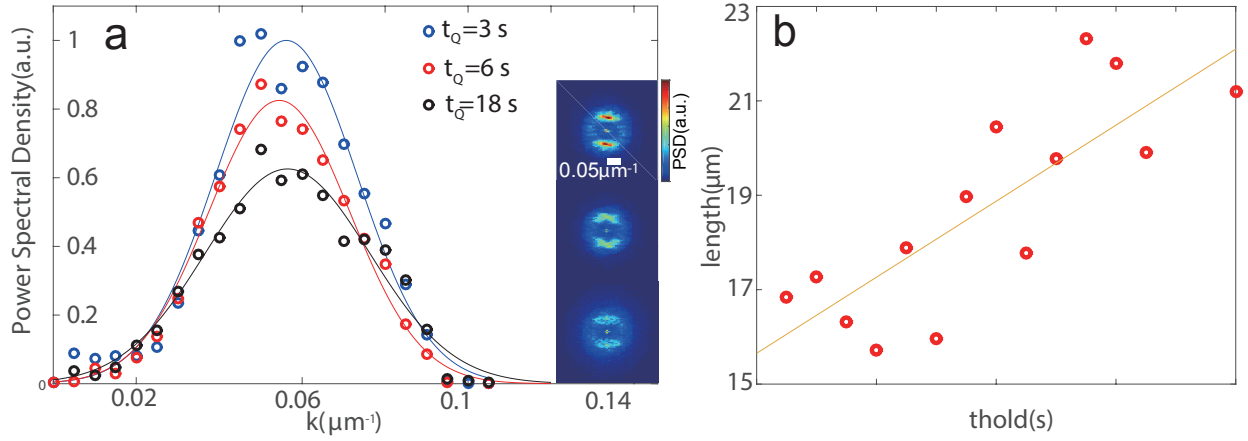 a
Power Spectral Density(a.u.)
1
0.8
0.6
0.4
0.2
0
0.02
0.06
0.1
0.14
k(μm⁻¹)
t_Q=3 s
t_Q=6 s
t_Q=18 s
PSD(a.u.)
0.05μm⁻¹
b
length(μm)
23
21
19
17
15
thold(s)